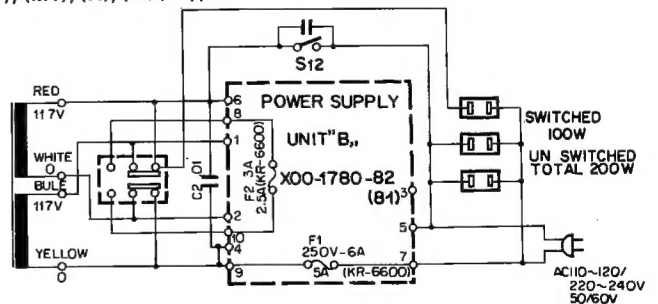 S12
RED
117V
WHITE
0
BULE
117V
YELLOW
0
C2 .01
6
8
1
2
10
4
9
POWER SUPPLY
UNIT"B„
X00-1780-82
(81)
3
5
7
F2 3A
2.5A(KR-6600)
F1
250V-6A
5A (KR-6600)
SWITCHED
100W
UN SWITCHED
TOTAL 200W
AC110~120/
220~240V
50/60V